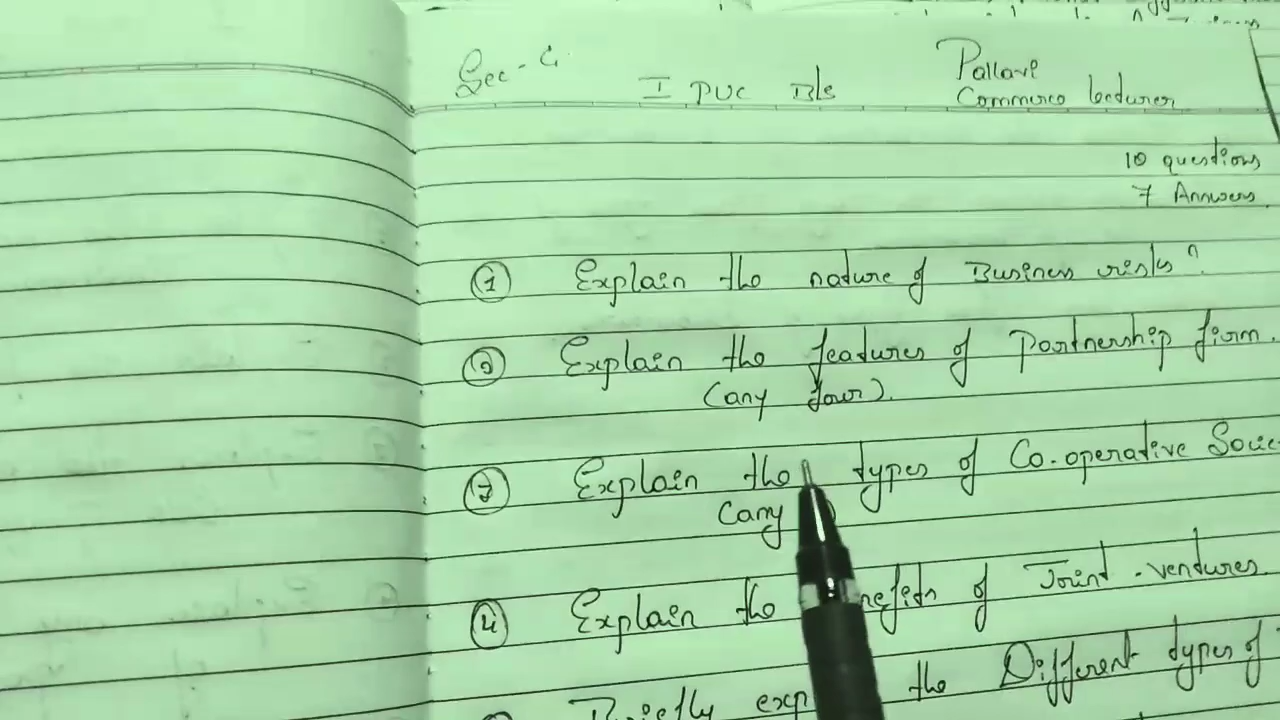 Sec - 4
I PUC B/s
Pallavi
Commerce lecturer
10 questions
7 Answers
① Explain the nature of Business risks?
② Explain the features of Partnership firm.
(any four).
③ Explain the types of Co-operative
(any
④ Explain the of Joint-ventures
Briefly the Different types of